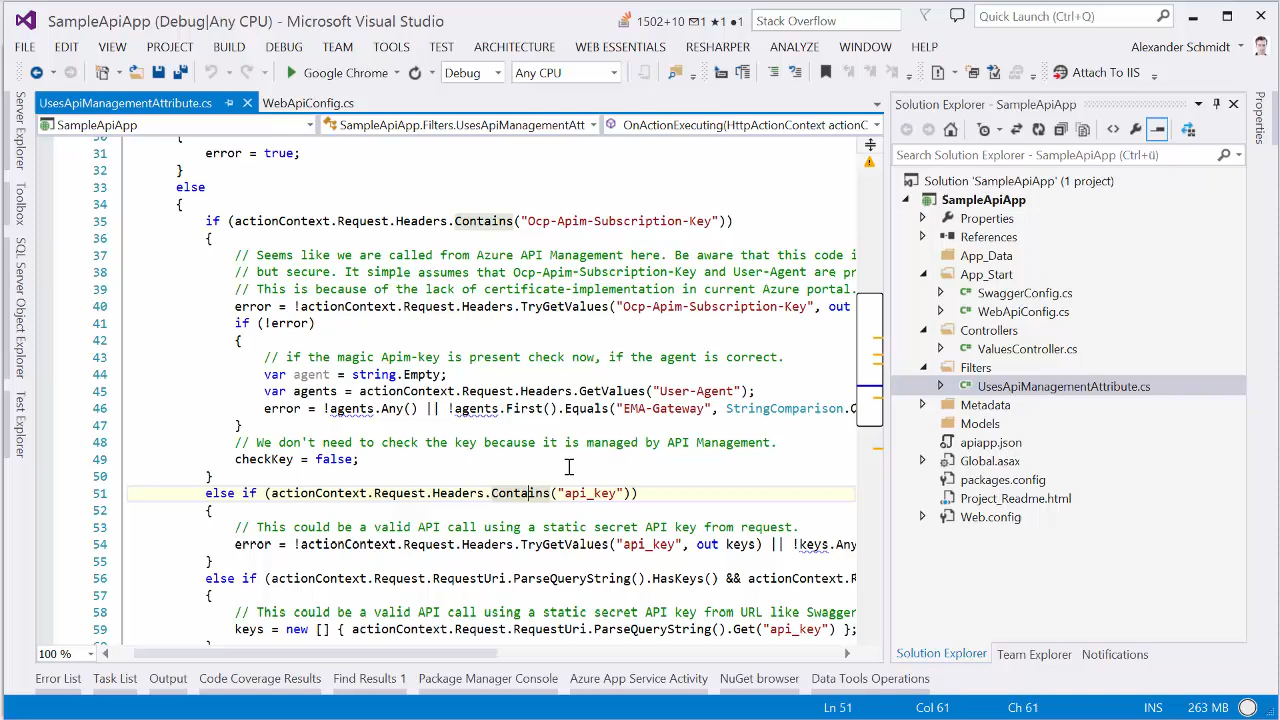 SampleApiApp (Debug|Any CPU) - Microsoft Visual Studio
1502+10 1 ★1 ●1
Stack Overflow
Quick Launch (Ctrl+Q)
FILE EDIT VIEW PROJECT BUILD DEBUG TEAM TOOLS TEST ARCHITECTURE WEB ESSENTIALS RESHARPER ANALYZE WINDOW HELP Alexander Schmidt
Google Chrome Debug Any CPU Attach To IIS
Server Explorer
Toolbox
SQL Server Object Explorer
Test Explorer
UsesApiManagementAttribute.cs WebApiConfig.cs
SampleApiApp SampleApiApp.Filters.UsesApiManagementAtt OnActionExecuting(HttpActionContext actionC
31 error = true;
32 }
33 else
34 {
35 if (actionContext.Request.Headers.Contains("Ocp-Apim-Subscription-Key"))
36 {
37 // Seems like we are called from Azure API Management here. Be aware that this code i
38 // but secure. It simple assumes that Ocp-Apim-Subscription-Key and User-Agent are pr
39 // This is because of the lack of certificate-implementation in current Azure portal.
40 error = !actionContext.Request.Headers.TryGetValues("Ocp-Apim-Subscription-Key", out
41 if (!error)
42 {
43 // if the magic Apim-key is present check now, if the agent is correct.
44 var agent = string.Empty;
45 var agents = actionContext.Request.Headers.GetValues("User-Agent");
46 error = !agents.Any() || !agents.First().Equals("EMA-Gateway", StringComparison.O
47 }
48 // We don't need to check the key because it is managed by API Management.
49 checkKey = false;
50 }
51 else if (actionContext.Request.Headers.Contains("api_key"))
52 {
53 // This could be a valid API call using a static secret API key from request.
54 error = !actionContext.Request.Headers.TryGetValues("api_key", out keys) || !keys.Any
55 }
56 else if (actionContext.Request.RequestUri.ParseQueryString().HasKeys() && actionContext.R
57 {
58 // This could be a valid API call using a static secret API key from URL like Swagger
59 keys = new [] { actionContext.Request.RequestUri.ParseQueryString().Get("api_key") };
100 %
Solution Explorer - SampleApiApp
Search Solution Explorer - SampleApiApp (Ctrl+ü)
Solution 'SampleApiApp' (1 project)
SampleApiApp
Properties
References
App_Data
App_Start
SwaggerConfig.cs
WebApiConfig.cs
Controllers
ValuesController.cs
Filters
UsesApiManagementAttribute.cs
Metadata
Models
apiapp.json
Global.asax
packages.config
Project_Readme.html
Web.config
Solution Explorer Team Explorer Notifications
Properties
Error List Task List Output Code Coverage Results Find Results 1 Package Manager Console Azure App Service Activity NuGet browser Data Tools Operations
Ln 51 Col 61 Ch 61 INS 263 MB